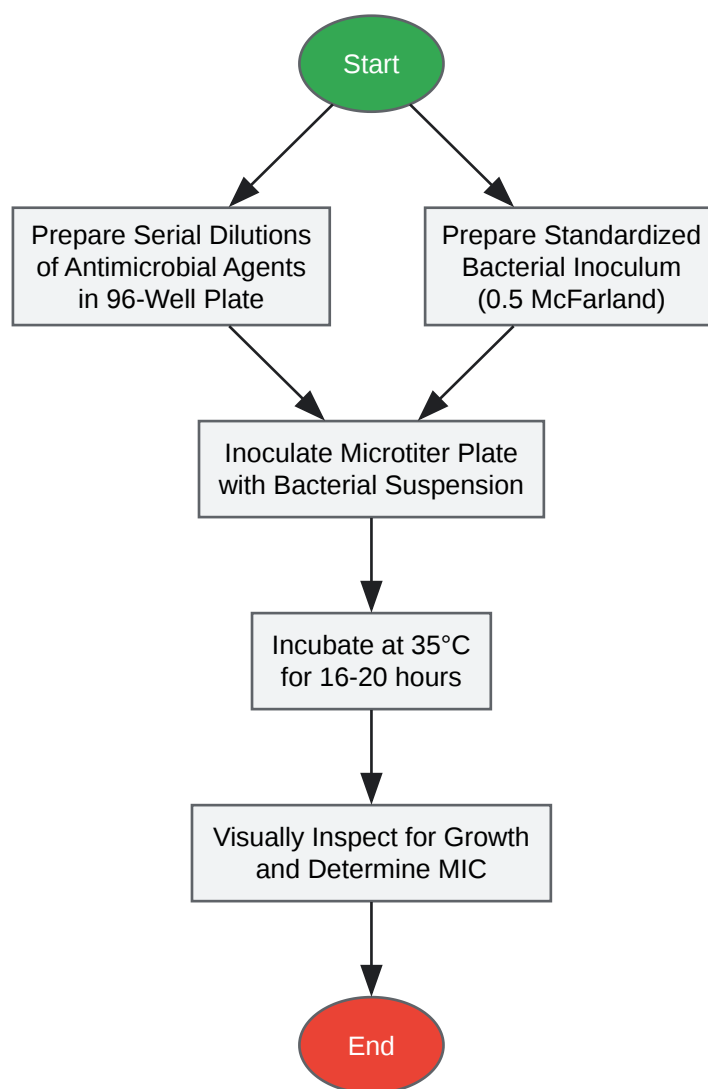 Start
Prepare Serial Dilutions
of Antimicrobial Agents
in 96-Well Plate
Prepare Standardized
Bacterial Inoculum
(0.5 McFarland)
Inoculate Microtiter Plate
with Bacterial Suspension
Incubate at 35°C
for 16-20 hours
Visually Inspect for Growth
and Determine MIC
End